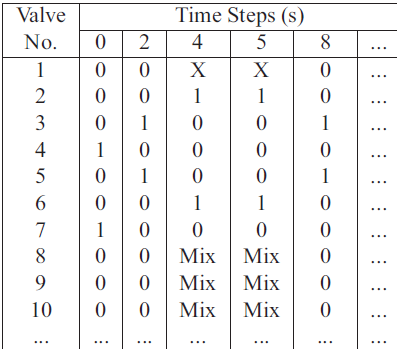 Valve Time Steps (s)
No. 0 2 4 5 8 ...
1 0 0 X X 0 ...
2 0 0 1 1 0 ...
3 0 1 0 0 1 ...
4 1 0 0 0 0 ...
5 0 1 0 0 1 ...
6 0 0 1 1 0 ...
7 1 0 0 0 0 ...
8 0 0 Mix Mix 0 ...
9 0 0 Mix Mix 0 ...
10 0 0 Mix Mix 0 ...
... ... ... ... ... ... ...